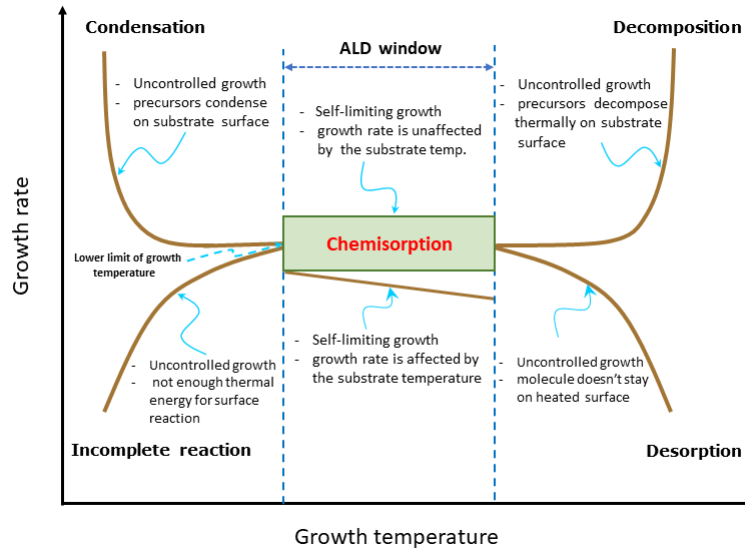 Condensation
Decomposition
ALD window
- Uncontrolled growth
- precursors condense
on substrate surface
- Self-limiting growth
- growth rate is unaffected
by the substrate temp.
- Uncontrolled growth
- precursors decompose
thermally on substrate
surface
Growth rate
Chemisorption
Lower limit of growth
temperature
- Uncontrolled growth
- not enough thermal
energy for surface
reaction
- Self-limiting growth
- growth rate is affected by
the substrate temperature
- Uncontrolled growth
- molecule doesn't stay
on heated surface
Incomplete reaction
Desorption
Growth temperature